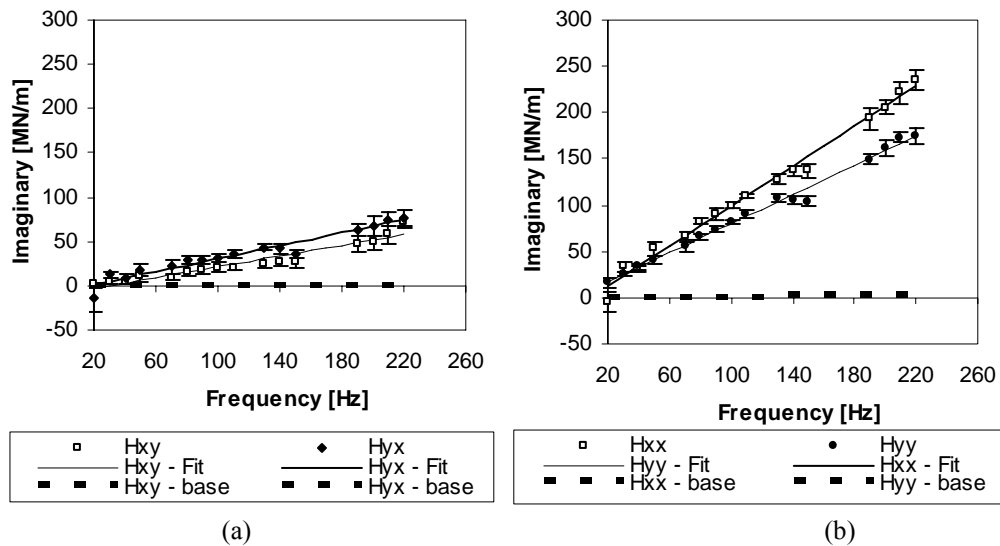 300
250
200
150
100
50
0
-50
Imaginary [MN/m]
20 60 100 140 180 220 260
Frequency [Hz]
Hxy Hyx
Hxy - Fit Hyx - Fit
Hxy - base Hyx - base
(a)
300
250
200
150
100
50
0
-50
Imaginary [MN/m]
20 60 100 140 180 220 260
Frequency [Hz]
Hxx Hyy
Hyy - Fit Hxx - Fit
Hxx - base Hyy - base
(b)